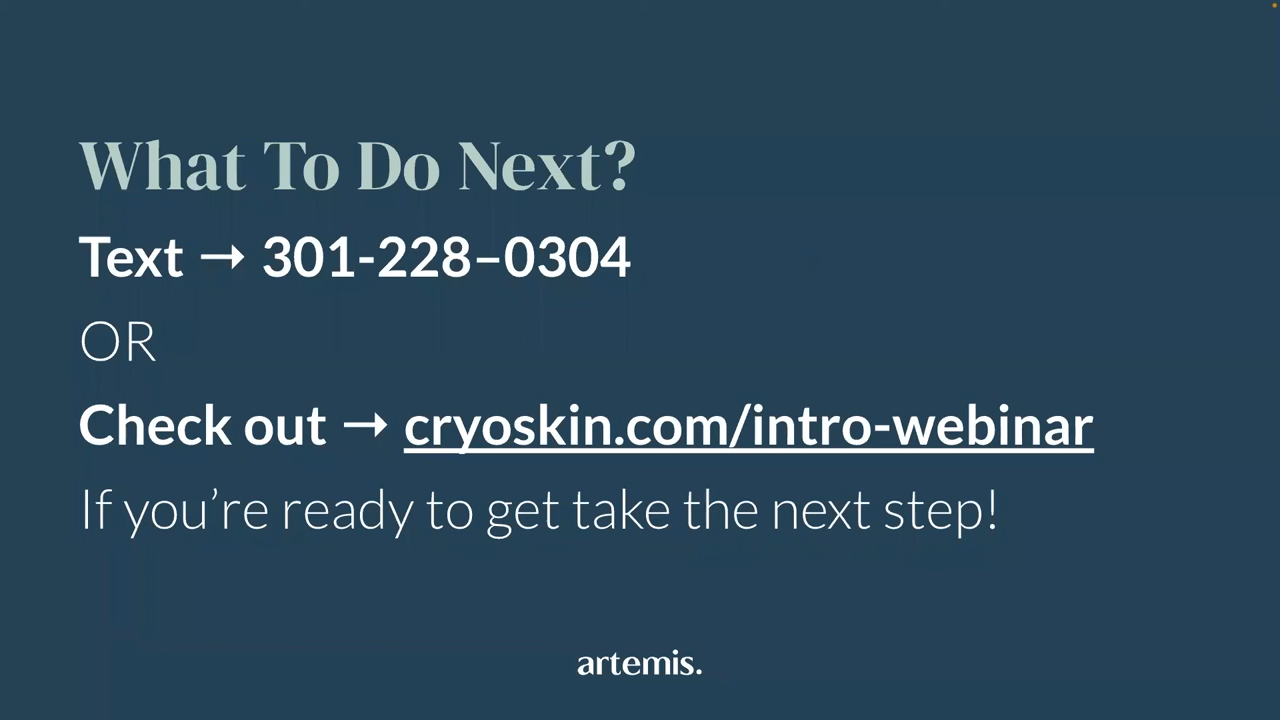 What To Do Next?
Text → 301-228–0304
OR
Check out → cryoskin.com/intro-webinar
If you’re ready to get take the next step!
artemis.